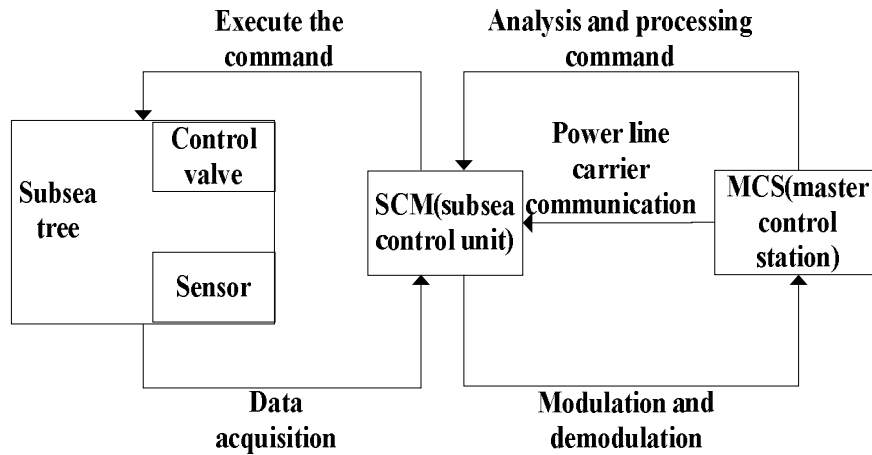 Execute the
command
Analysis and processing
command
Control
valve
Subsea
tree
Sensor
Power line
carrier
communication
SCM(subsea
control unit)
MCS(master
control
station)
Data
acquisition
Modulation and
demodulation